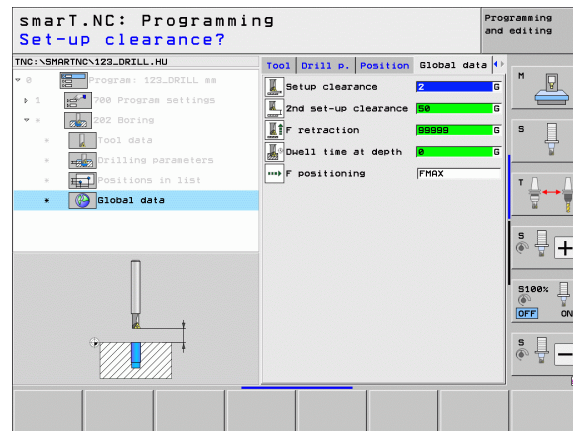 smarT.NC: Programming
Set-up clearance?
Programming
and editing
TNC:\SMARTNC\123_DRILL.HU
0 Program: 123_DRILL mm
1 700 Program settings
* 202 Boring
* Tool data
* Drilling parameters
* Positions in list
* Global data
Tool Drill p. Position Global data
Setup clearance 2 G
2nd set-up clearance 50 G
F retraction 99999 G
Dwell time at depth 0 G
F positioning FMAX
M
S
T
S
+
S100%
OFF ON
S
−